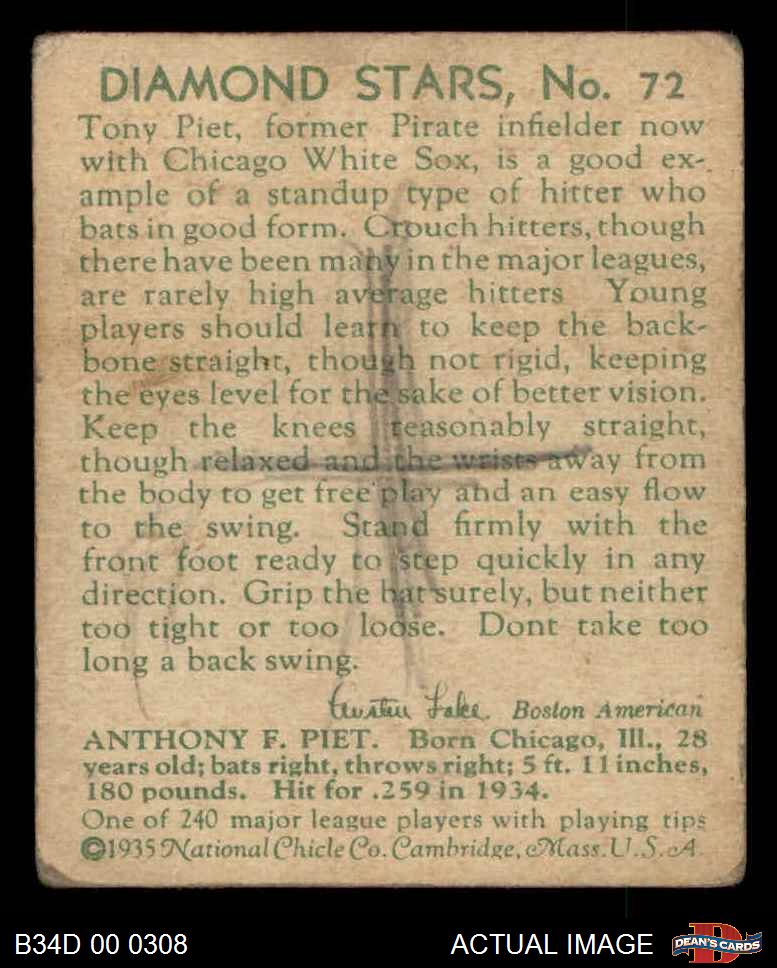 DIAMOND STARS, No. 72
Tony Piet, former Pirate infielder now
with Chicago White Sox, is a good ex-
ample of a standup type of hitter who
bats in good form. Crouch hitters, though
there have been many in the major leagues,
are rarely high average hitters Young
players should learn to keep the back-
bone straight, though not rigid, keeping
the eyes level for the sake of better vision.
Keep the knees reasonably straight,
though relaxed and the wrists away from
the body to get free play and an easy flow
to the swing. Stand firmly with the
front foot ready to step quickly in any
direction. Grip the bat surely, but neither
too tight or too loose. Dont take too
long a back swing.
Austen Lake. Boston American
ANTHONY F. PIET. Born Chicago, Ill., 28
years old; bats right, throws right; 5 ft. 11 inches,
180 pounds. Hit for .259 in 1934.
One of 240 major league players with playing tips
©1935 National Chicle Co. Cambridge, Mass. U.S.A.
B34D 00 0308
ACTUAL IMAGE
D
DEAN'S CARDS